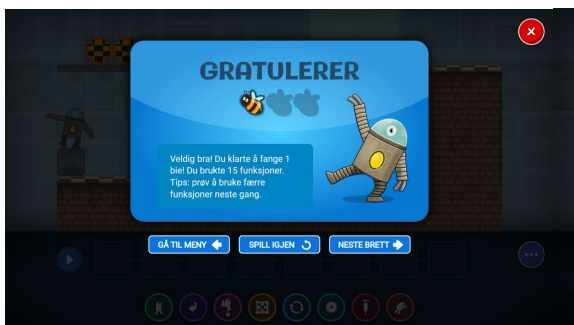 GRATULERER
Veldig bra! Du klarte å fange 1
bie! Du brukte 15 funksjoner.
Tips: prøv å bruke færre
funksjoner neste gang.
GÅ TIL MENY
SPILL IGJEN
NESTE BRETT